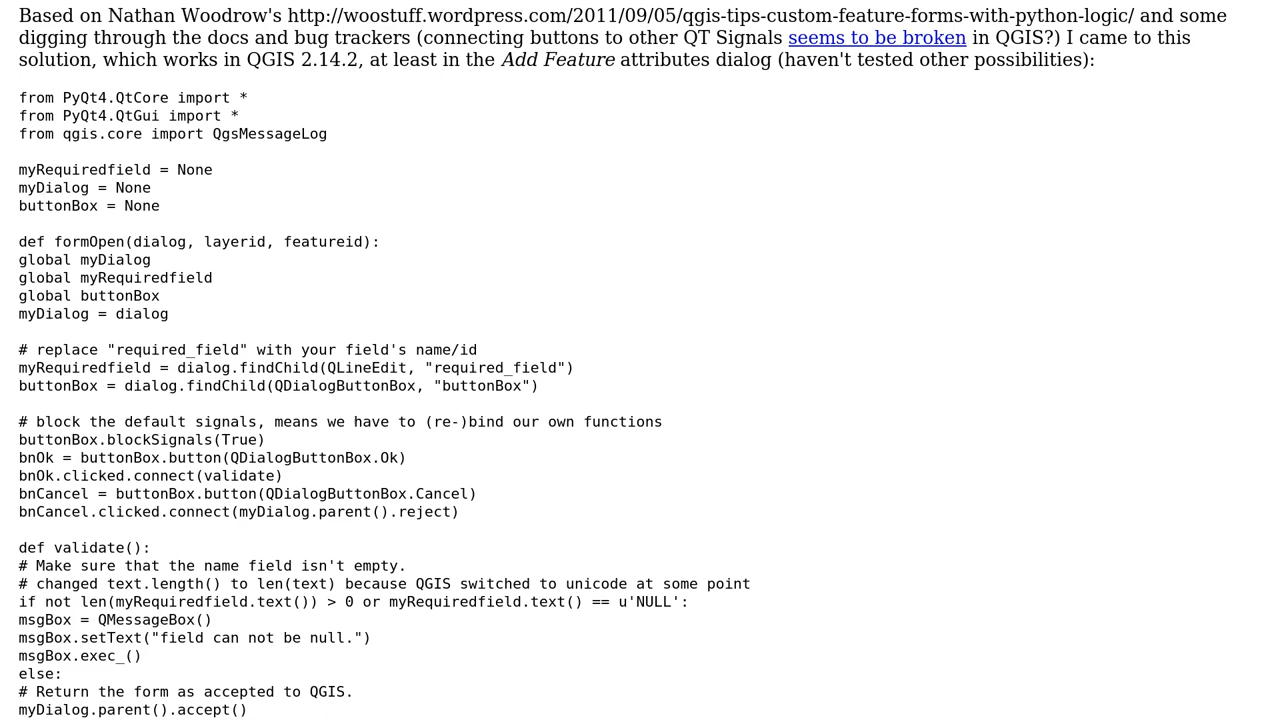 Based on Nathan Woodrow's http://woostuff.wordpress.com/2011/09/05/qgis-tips-custom-feature-forms-with-python-logic/ and some
digging through the docs and bug trackers (connecting buttons to other QT Signals seems to be broken in QGIS?) I came to this
solution, which works in QGIS 2.14.2, at least in the Add Feature attributes dialog (haven't tested other possibilities):
from PyQt4.QtCore import *
from PyQt4.QtGui import *
from qgis.core import QgsMessageLog
myRequiredfield = None
myDialog = None
buttonBox = None
def formOpen(dialog, layerid, featureid):
global myDialog
global myRequiredfield
global buttonBox
myDialog = dialog
# replace "required_field" with your field's name/id
myRequiredfield = dialog.findChild(QLineEdit, "required_field")
buttonBox = dialog.findChild(QDialogButtonBox, "buttonBox")
# block the default signals, means we have to (re-)bind our own functions
buttonBox.blockSignals(True)
bnOk = buttonBox.button(QDialogButtonBox.Ok)
bnOk.clicked.connect(validate)
bnCancel = buttonBox.button(QDialogButtonBox.Cancel)
bnCancel.clicked.connect(myDialog.parent().reject)
def validate():
# Make sure that the name field isn't empty.
# changed text.length() to len(text) because QGIS switched to unicode at some point
if not len(myRequiredfield.text()) > 0 or myRequiredfield.text() == u'NULL':
msgBox = QMessageBox()
msgBox.setText("field can not be null.")
msgBox.exec_()
else:
# Return the form as accepted to QGIS.
myDialog.parent().accept()